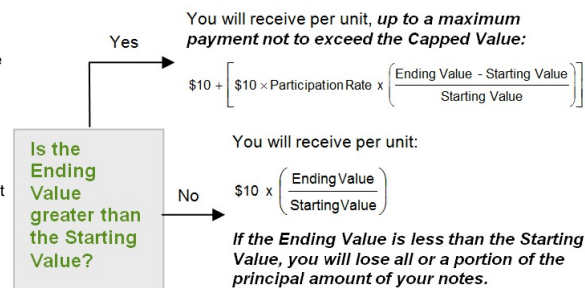 You will receive per unit, up to a maximum
payment not to exceed the Capped Value:
Yes
$10 + [ $10 × Participation Rate x ( Ending Value - Starting Value / Starting Value ) ]
Is the
Ending
Value
greater than
the Starting
Value?
No
You will receive per unit:
$10 x ( Ending Value / Starting Value )
If the Ending Value is less than the Starting
Value, you will lose all or a portion of the
principal amount of your notes.